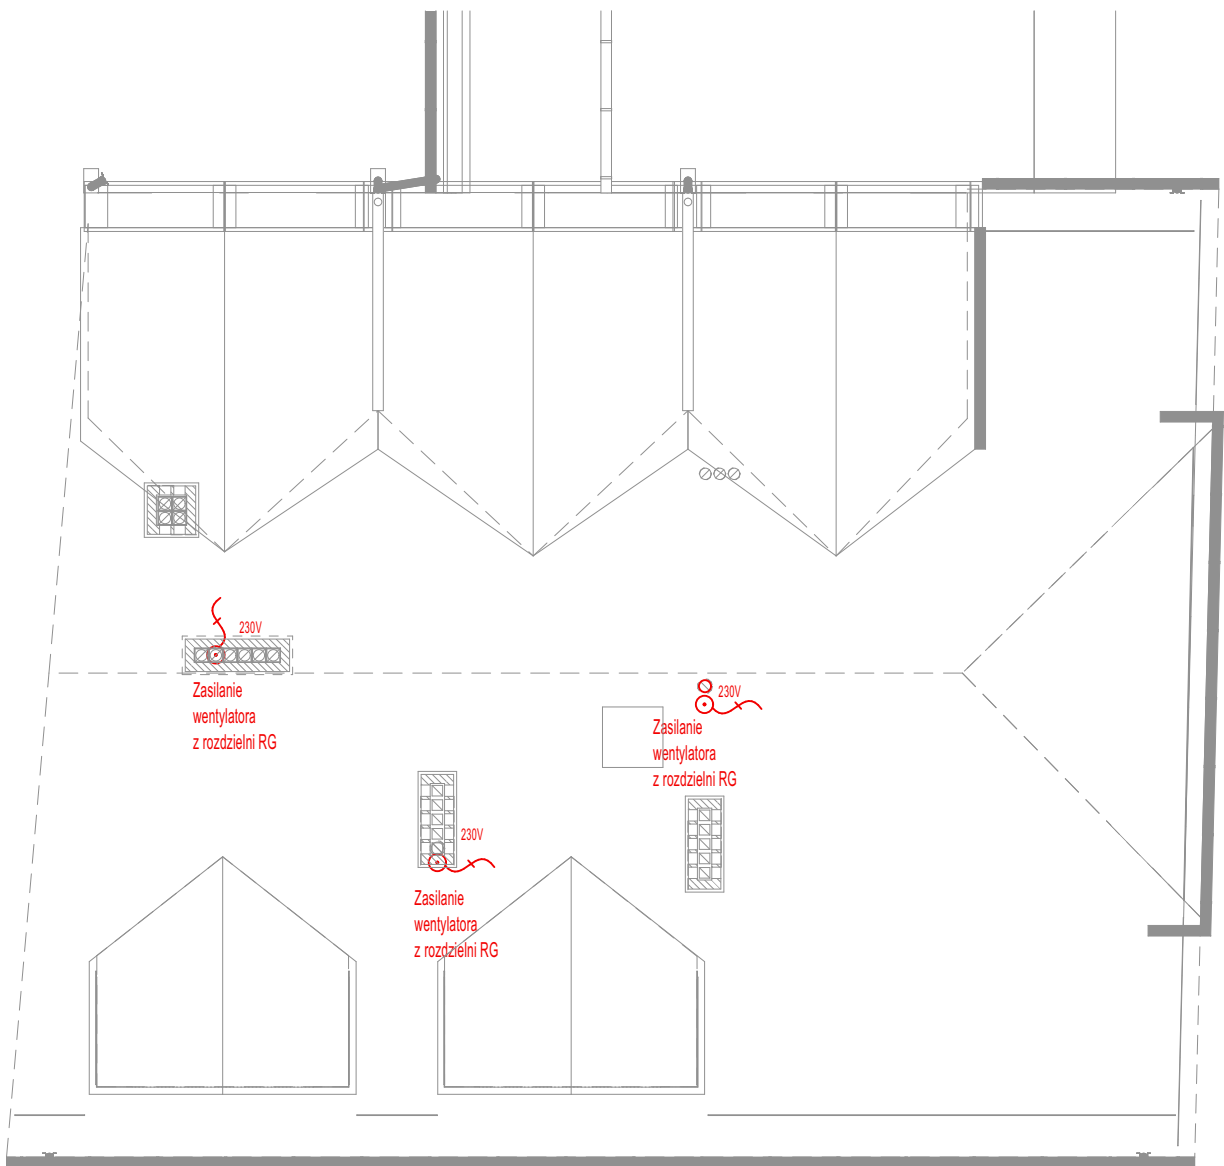 230V
Zasilanie
wentylatora
z rozdzielni RG
230V
Zasilanie
wentylatora
z rozdzielni RG
230V
Zasilanie
wentylatora
z rozdzielni RG